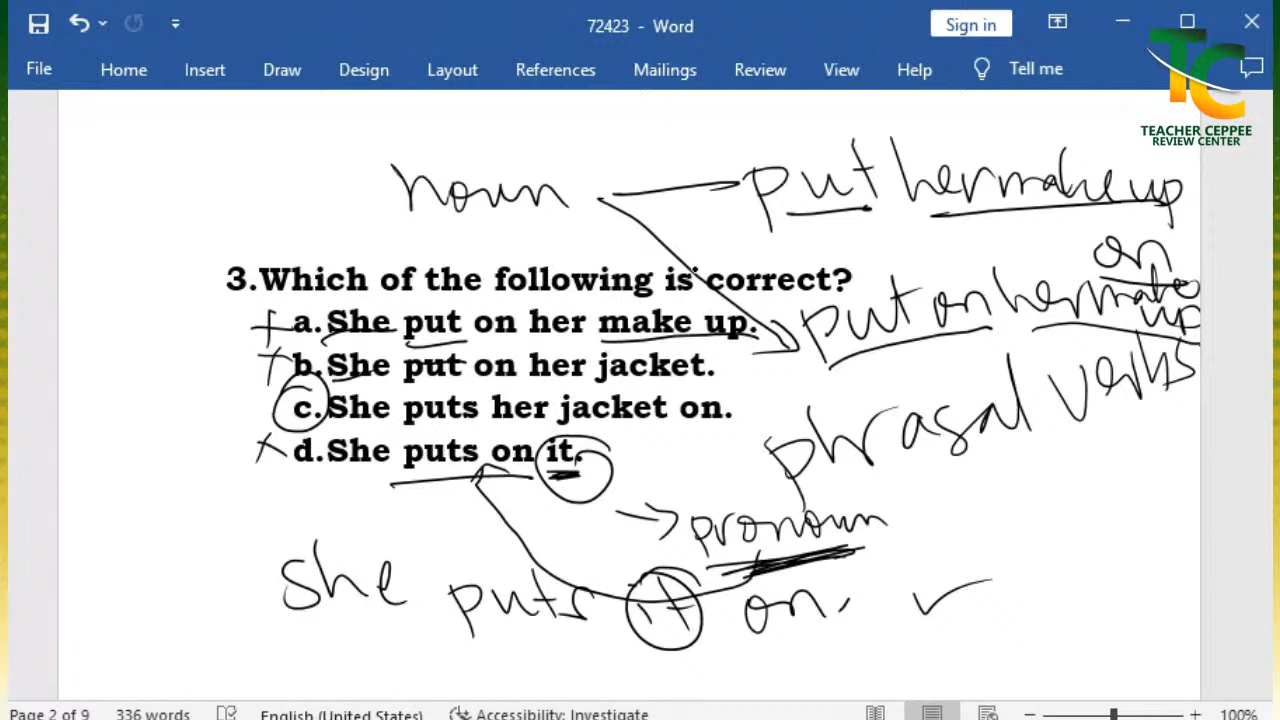 72423 - Word
Sign in
File Home Insert Draw Design Layout References Mailings Review View Help Tell me
TC
TEACHER CEPPEE
REVIEW CENTER
noun
put her make up
on
put on her make up
3.Which of the following is correct?
a.She put on her make up.
b.She put on her jacket.
c.She puts her jacket on.
d.She puts on it.
phrasal verbs
pronoun
she puts it on.
Page 2 of 9 336 words English (United States) Accessibility: Investigate 100%